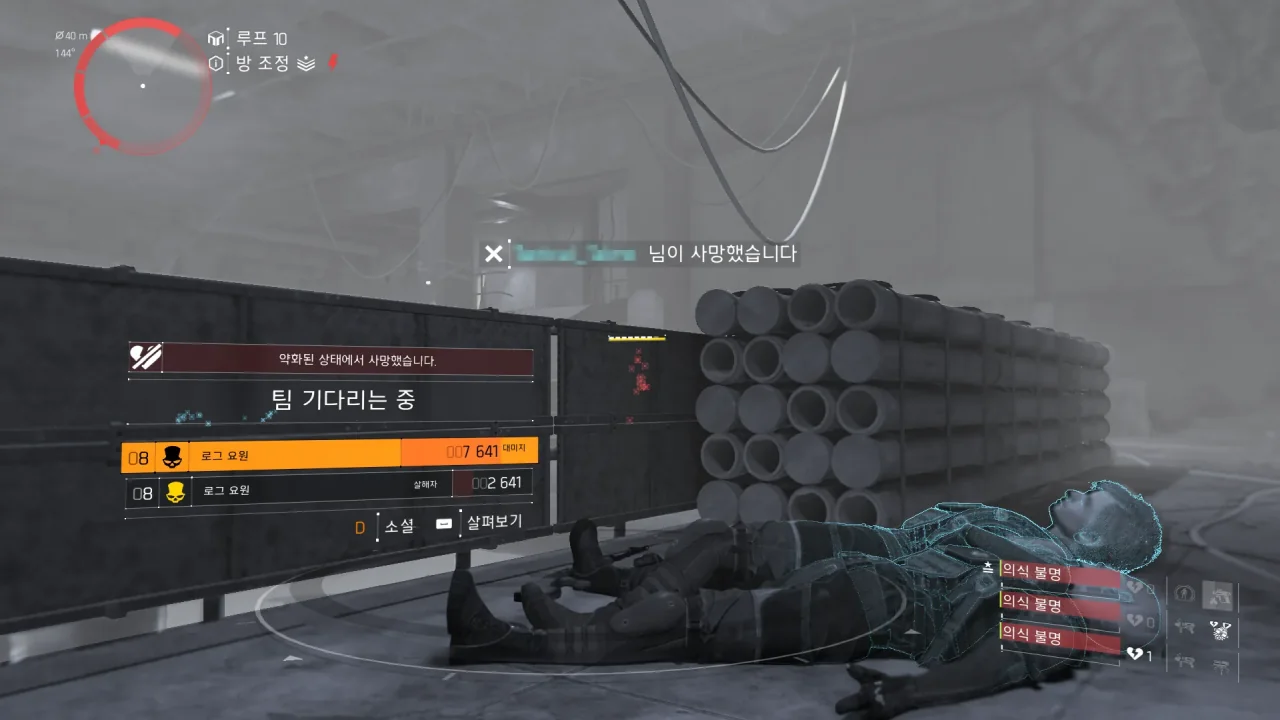 Ø40 m
144°
루프 10
방 조정
님이 사망했습니다
약화된 상태에서 사망했습니다.
팀 기다리는 중
08 로그 요원 007 641 대미지
08 로그 요원 살해자 002 641
D 소셜 살펴보기
의식 불명
의식 불명 0
의식 불명 1